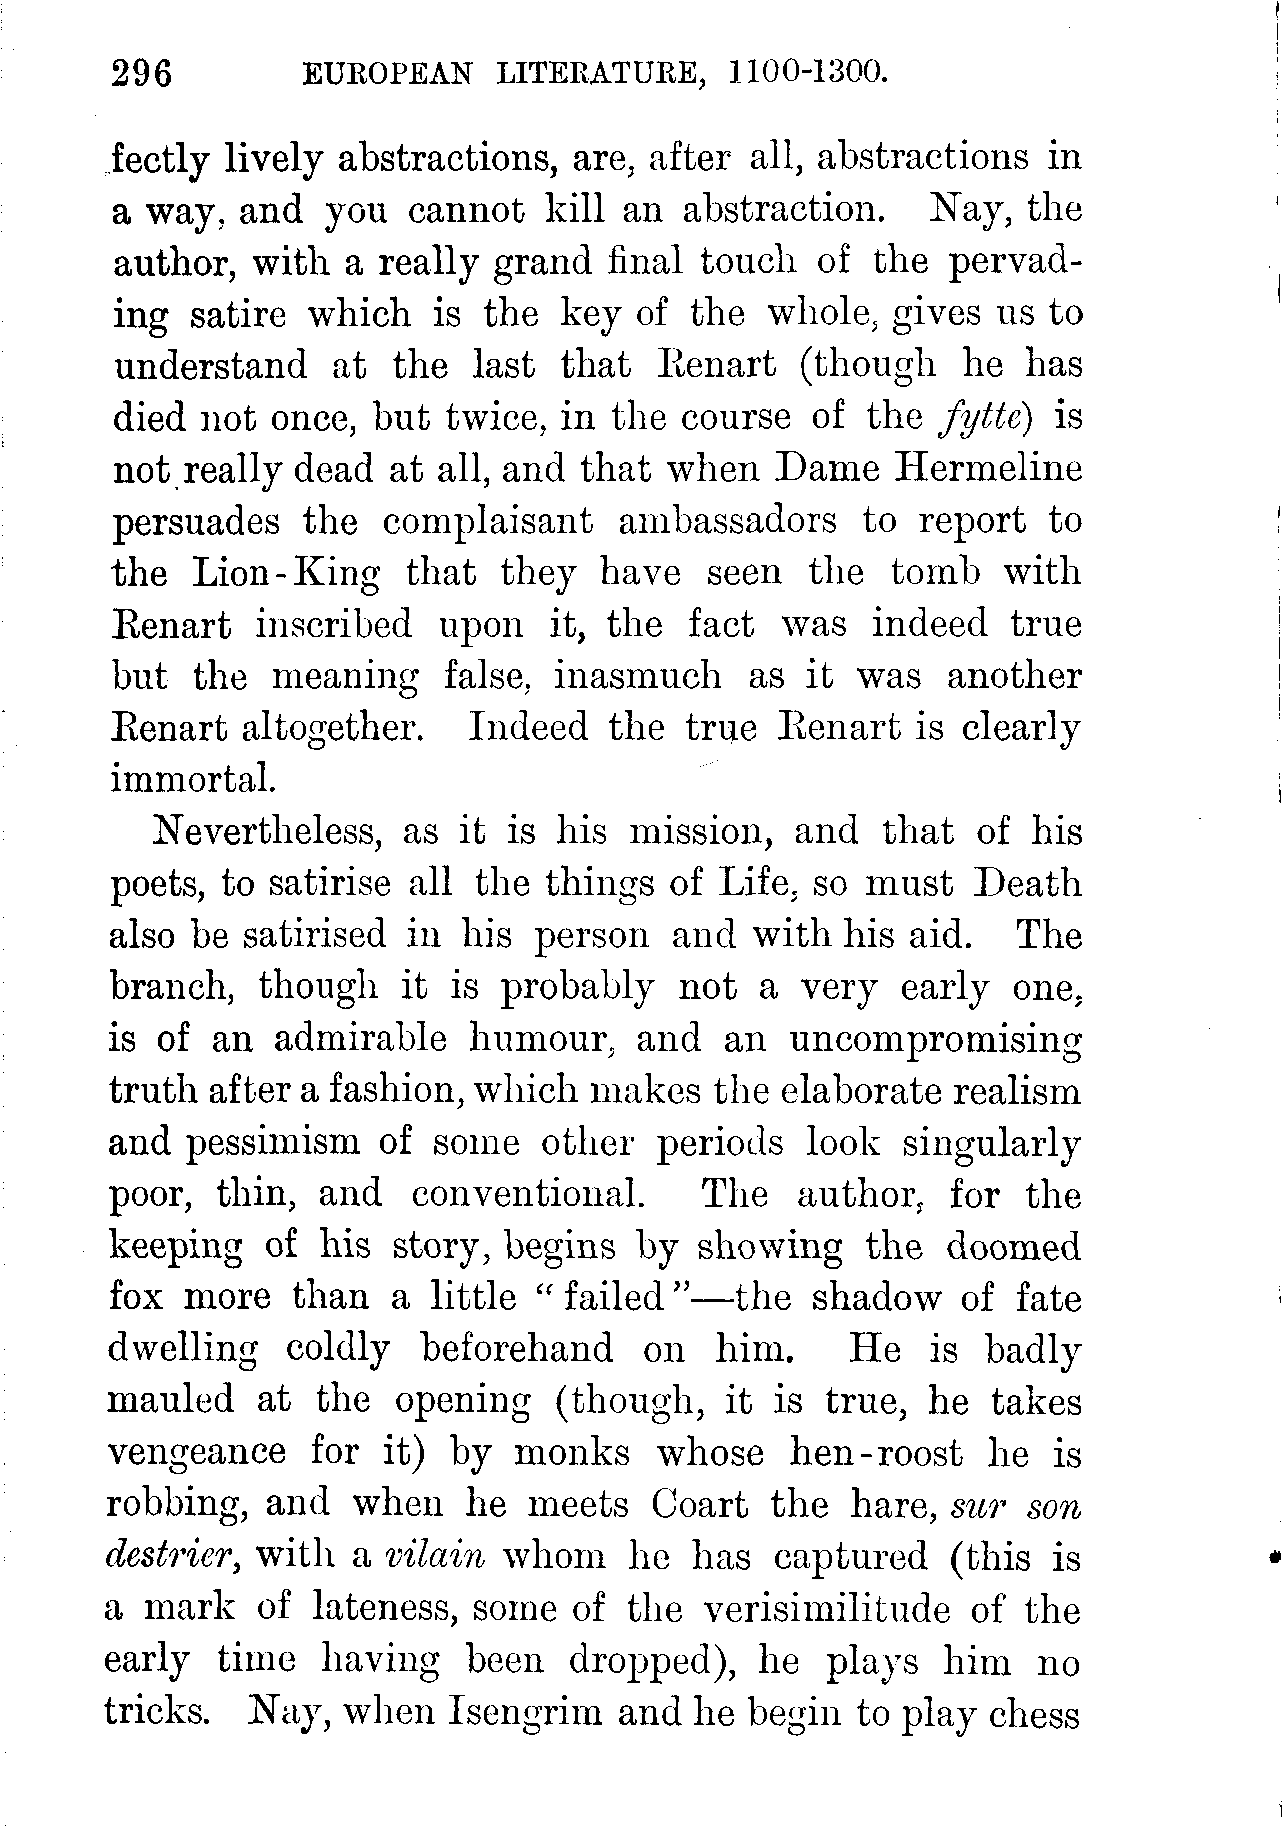 296 EUROPEAN LITERATURE, 1100-1300.
fectly lively abstractions, are, after all, abstractions in
a way, and you cannot kill an abstraction. Nay, the
author, with a really grand final touch of the pervad-
ing satire which is the key of the whole, gives us to
understand at the last that Renart (though he has
died not once, but twice, in the course of the fytte) is
not really dead at all, and that when Dame Hermeline
persuades the complaisant ambassadors to report to
the Lion-King that they have seen the tomb with
Renart inscribed upon it, the fact was indeed true
but the meaning false, inasmuch as it was another
Renart altogether. Indeed the true Renart is clearly
immortal.
Nevertheless, as it is his mission, and that of his
poets, to satirise all the things of Life, so must Death
also be satirised in his person and with his aid. The
branch, though it is probably not a very early one,
is of an admirable humour, and an uncompromising
truth after a fashion, which makes the elaborate realism
and pessimism of some other periods look singularly
poor, thin, and conventional. The author, for the
keeping of his story, begins by showing the doomed
fox more than a little “failed”—the shadow of fate
dwelling coldly beforehand on him. He is badly
mauled at the opening (though, it is true, he takes
vengeance for it) by monks whose hen-roost he is
robbing, and when he meets Coart the hare, sur son
destrier, with a vilain whom he has captured (this is
a mark of lateness, some of the verisimilitude of the
early time having been dropped), he plays him no
tricks. Nay, when Isengrim and he begin to play chess